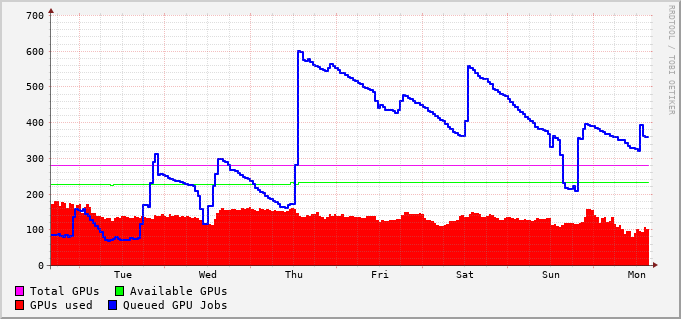 700
600
500
400
300
200
100
0
Tue Wed Thu Fri Sat Sun Mon
Total GPUs Available GPUs
GPUs used Queued GPU Jobs
RRDTOOL / TOBI OETIKER